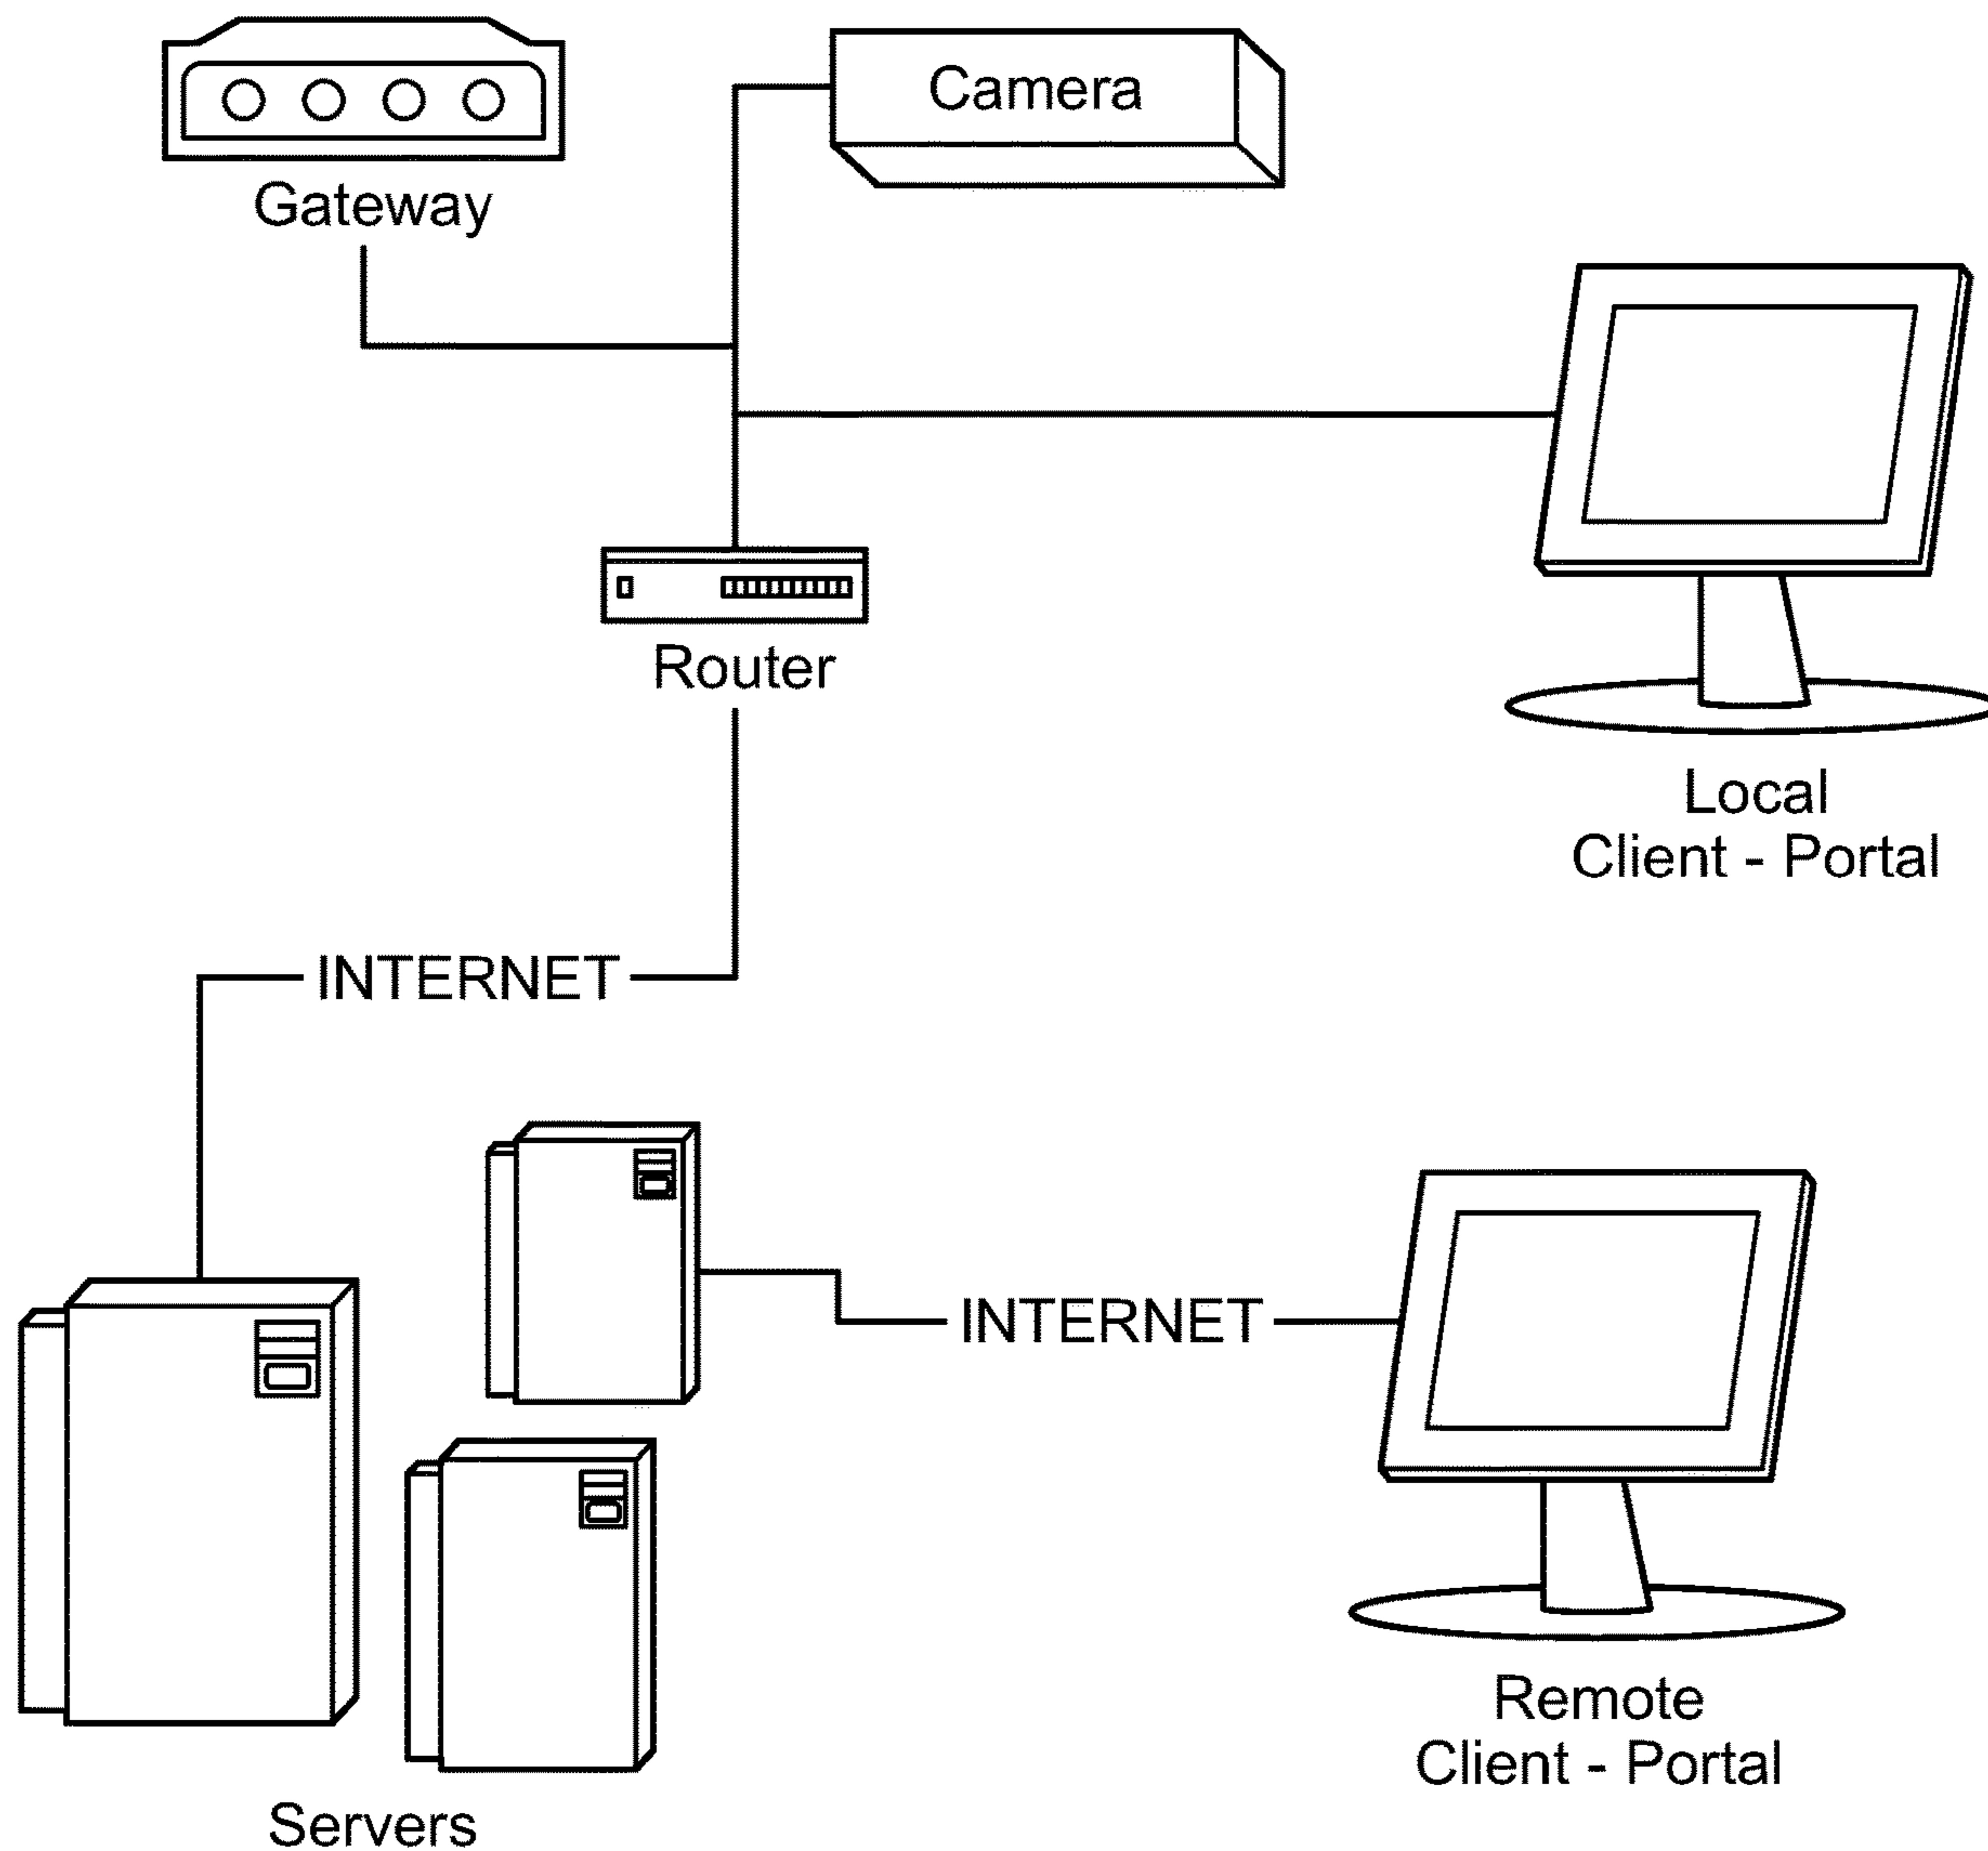 Camera
Gateway
Router
Local
Client - Portal
INTERNET
INTERNET
Remote
Client - Portal
Servers